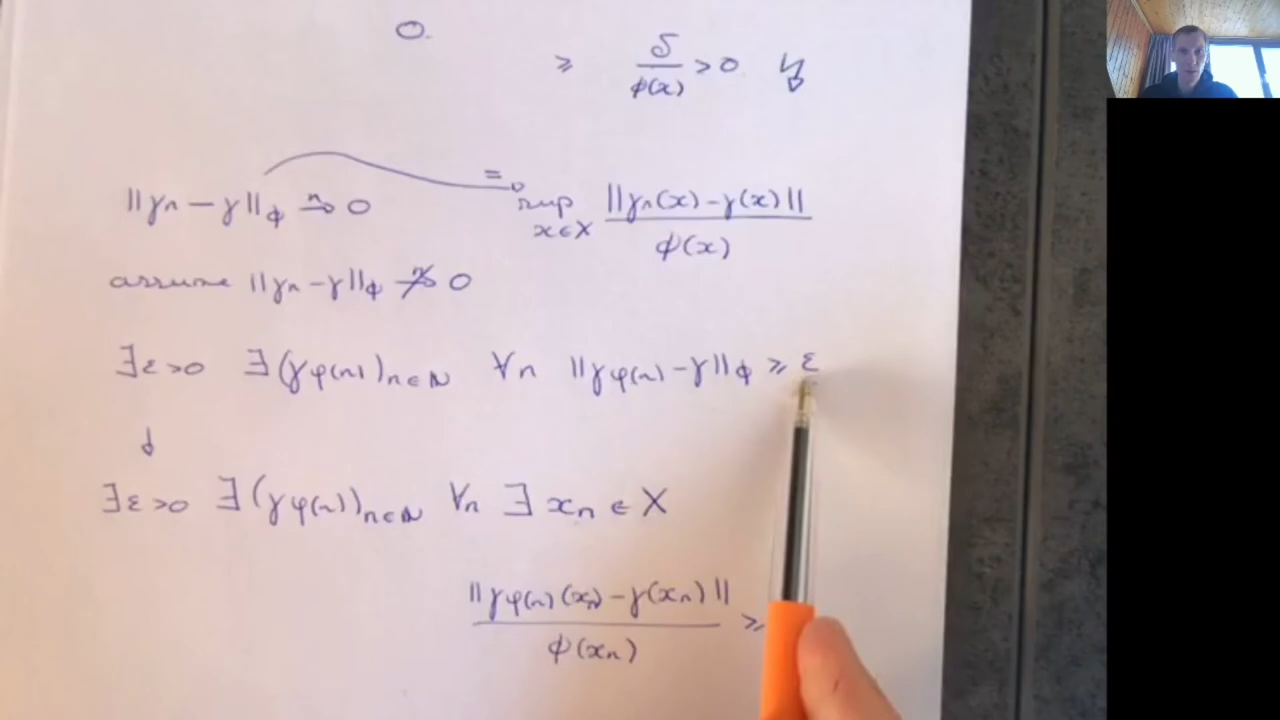 0.
≥ δ/ϕ(x) > 0 ↯
‖γn − γ‖ϕ →ⁿ 0 = sup x∈X ‖γn(x) − γ(x)‖ / ϕ(x)
assume ‖γn − γ‖ϕ ↛ⁿ 0
∃ε>0 ∃(γφ(n))n∈ℕ ∀n ‖γφ(n) − γ‖ϕ ≥ ε
↓
∃ε>0 ∃(γφ(n))n∈ℕ ∀n ∃ xn ∈ X
‖γφ(n)(xn) − γ(xn)‖ / ϕ(xn) ≥